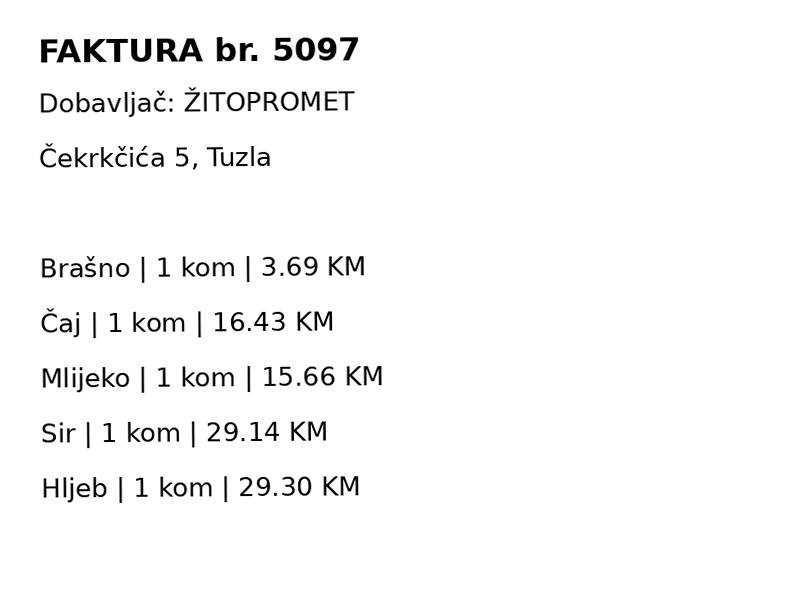 FAKTURA br. 5097
Dobavljač: ŽITOPROMET
Čekrkčića 5, Tuzla
Brašno | 1 kom | 3.69 KM
Čaj | 1 kom | 16.43 KM
Mlijeko | 1 kom | 15.66 KM
Sir | 1 kom | 29.14 KM
Hljeb | 1 kom | 29.30 KM